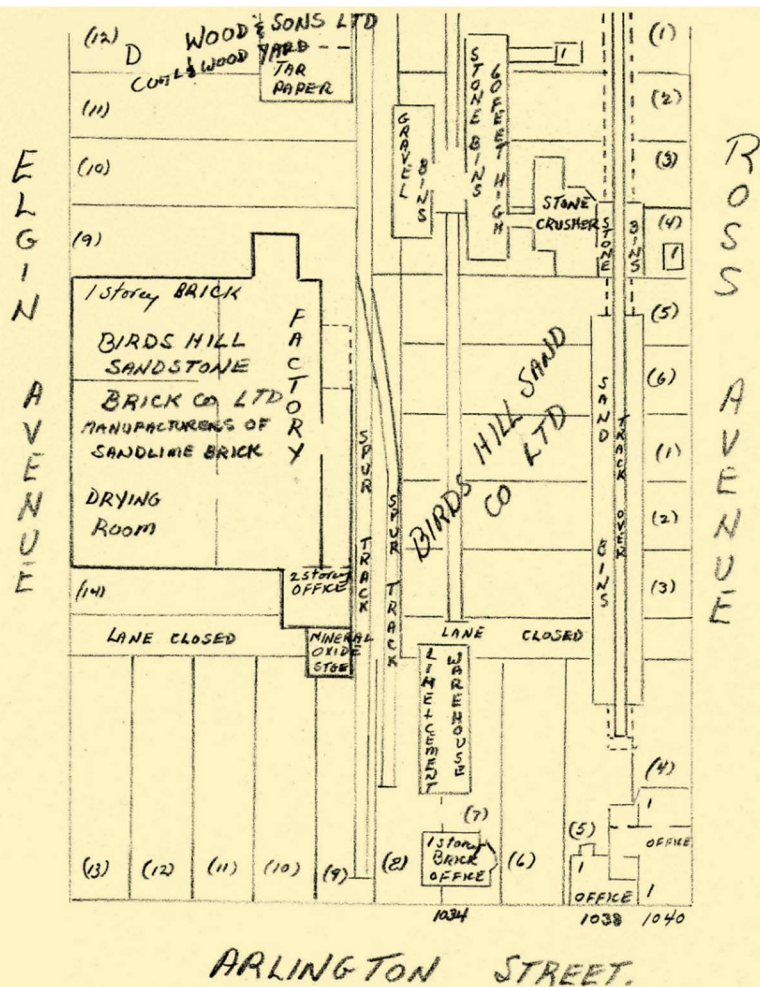 (12)
D WOOD & SONS LTD
COAL & WOOD YARD
TAR
PAPER
(11)
(10)
(9)
ELGIN AVENUE
1 storey BRICK
BIRDS HILL
SANDSTONE
BRICK Co LTD
MANUFACTURERS OF
SANDLIME BRICK
DRYING
ROOM
FACTORY
(14)
2 storey
OFFICE
LANE CLOSED
MINERAL
OXIDE
STGE
SPUR TRACK
SPUR TRACK
GRAVEL
BINS
STONE BINS
60 FEET HIGH
1
STONE
CRUSHER
STONE
BINS
1
BIRDS HILL SAND
CO LTD
SAND BINS
TRACK OVER
(1)
(2)
(3)
(4)
(5)
(6)
(1)
(2)
(3)
ROSS AVENUE
LANE CLOSED
LIME & CEMENT
WAREHOUSE
(4)
1
OFFICE
(7)
1 storey
BRICK
OFFICE
(13)
(12)
(11)
(10)
(9)
(8)
(6)
(5)
1
OFFICE
1
1034
1038
1040
ARLINGTON STREET.